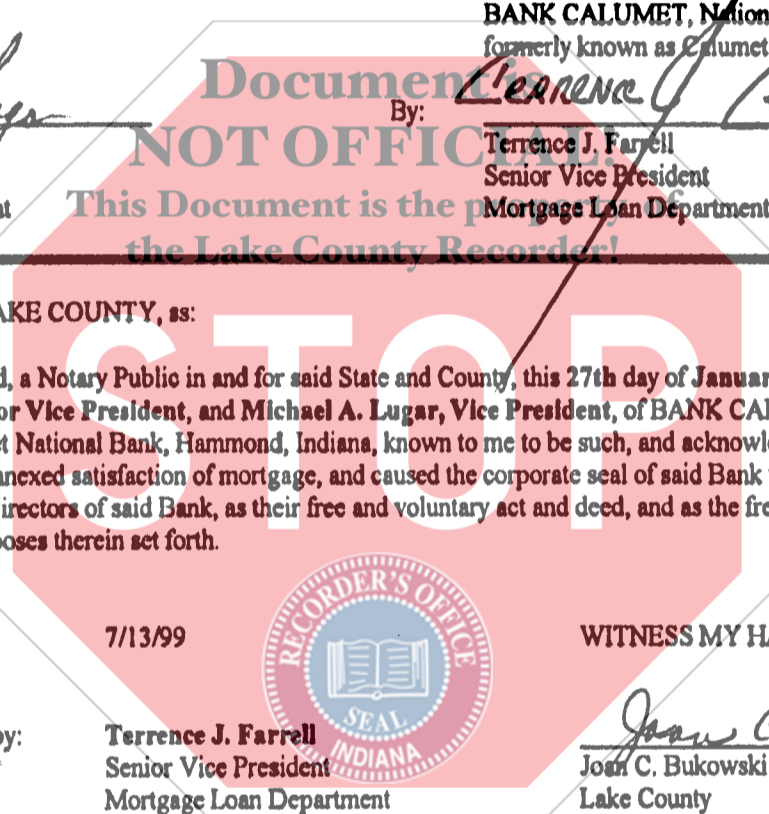 BANK CALUMET, Nation
formerly known as Calumet
Document is
By: Terrence
NOT OFFICIAL!
Terrence J. Farrell
Senior Vice President
This Document is the property of
Mortgage Loan Department
the Lake County Recorder!
AKE COUNTY, ss:
STOP
d, a Notary Public in and for said State and County, this 27th day of Januar
or Vice President, and Michael A. Lugar, Vice President, of BANK CAL
t National Bank, Hammond, Indiana, known to me to be such, and acknowl
nexed satisfaction of mortgage, and caused the corporate seal of said Bank
irectors of said Bank, as their free and voluntary act and deed, and as the fre
oses therein set forth.
RECORDER'S OFFICE
SEAL
INDIANA
7/13/99
WITNESS MY HA
by:
Terrence J. Farrell
Senior Vice President
Mortgage Loan Department
Joan C
Joan C. Bukowski
Lake County